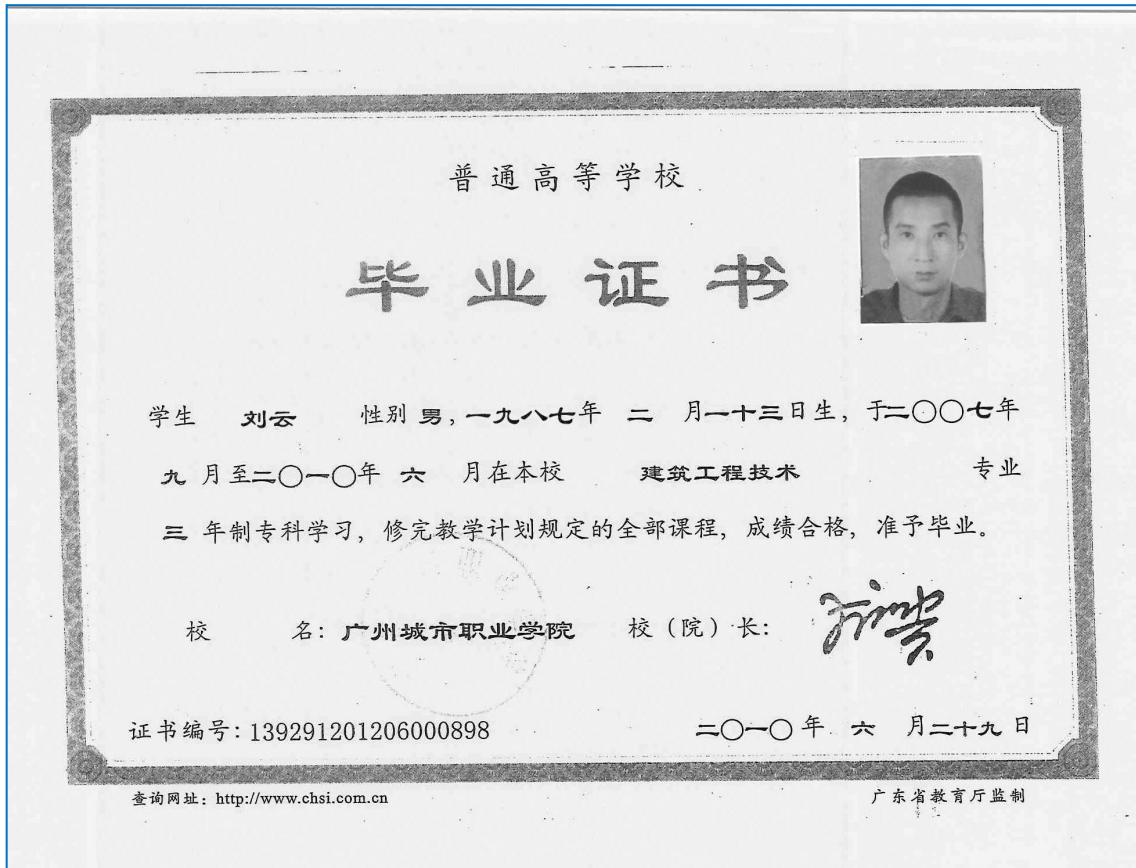 普通高等学校
毕业证书
学生 刘云 性别 男，一九八七年 二 月一十三日生，于二〇〇七年
九 月至二〇一〇年 六 月在本校 建筑工程技术 专业
三 年制专科学习，修完教学计划规定的全部课程，成绩合格，准予毕业。
校 名：广州城市职业学院 校（院）长：
证书编号：139291201206000898 二〇一〇年 六 月二十九日
查询网址：http://www.chsi.com.cn 广东省教育厅监制